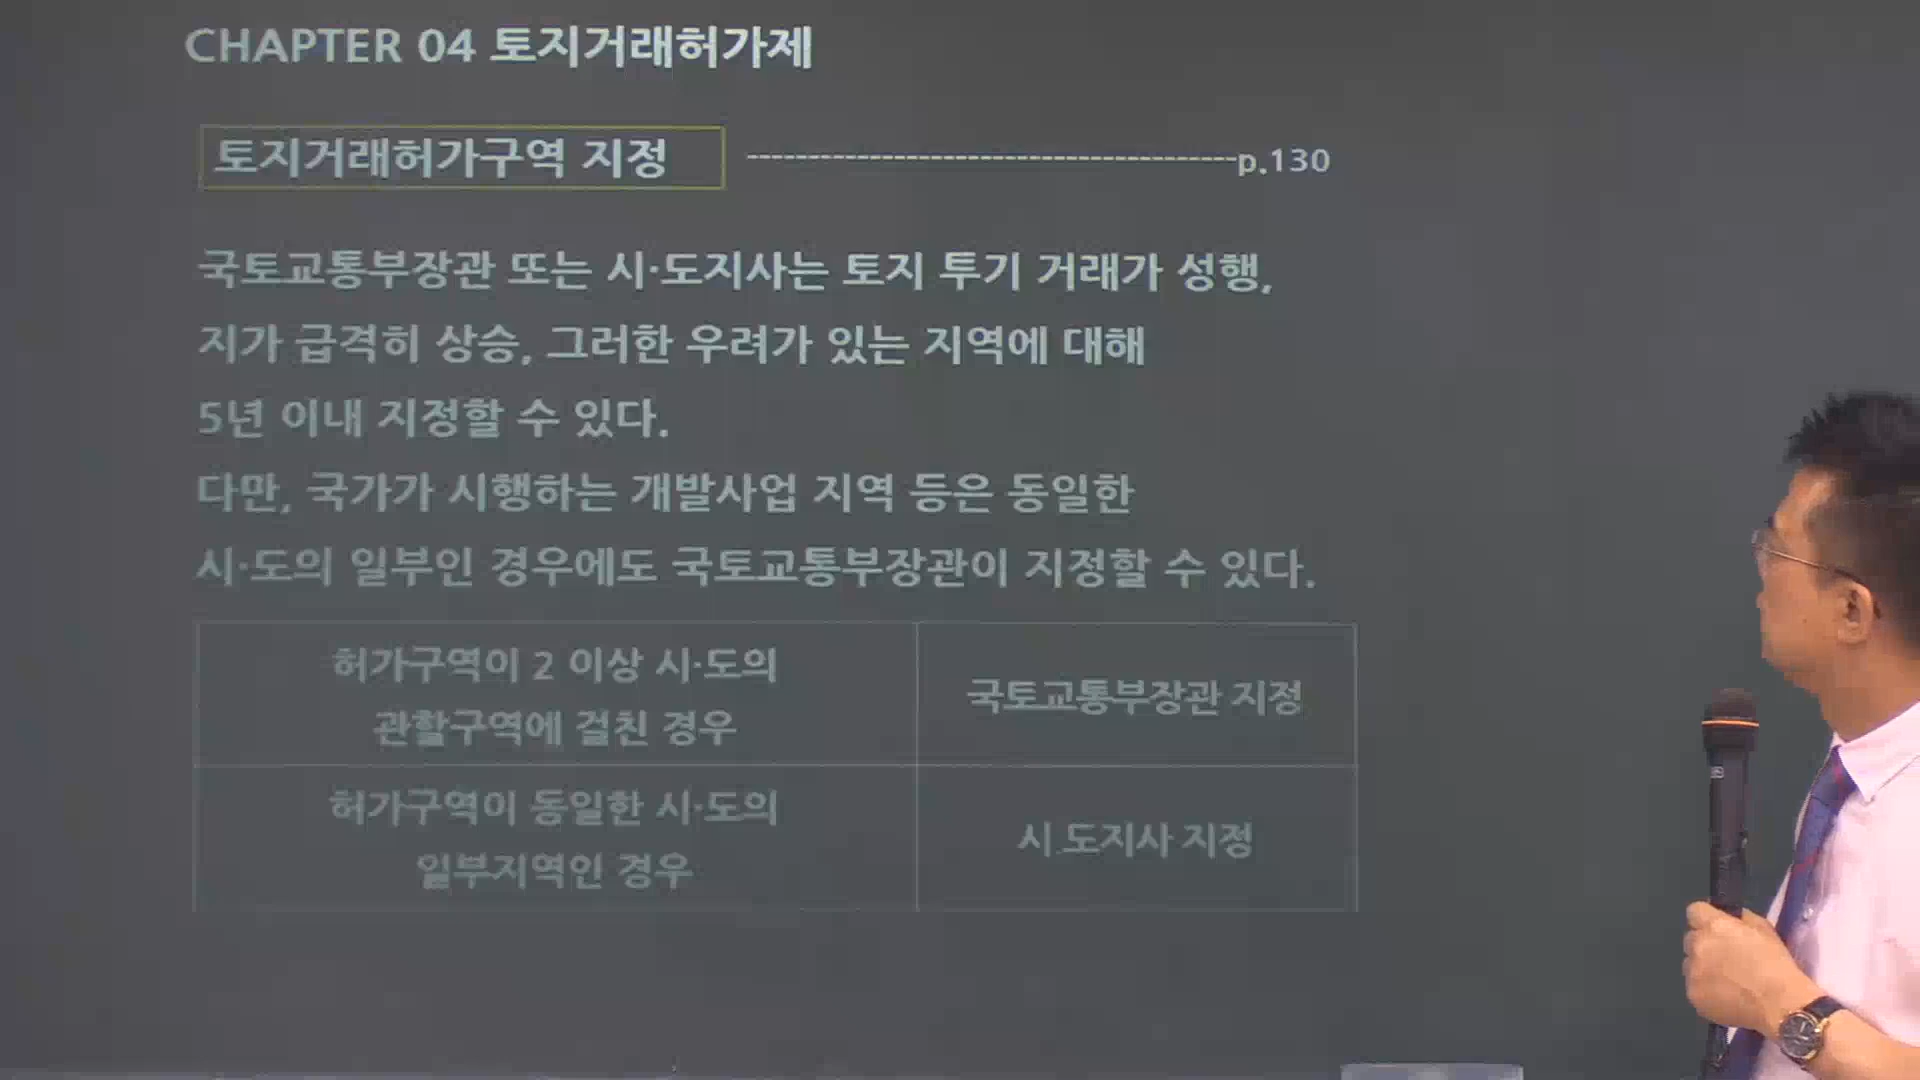 CHAPTER 04 토지거래허가제
토지거래허가구역 지정 ---------------------------------------p.130
국토교통부장관 또는 시·도지사는 토지 투기 거래가 성행,
지가 급격히 상승, 그러한 우려가 있는 지역에 대해
5년 이내 지정할 수 있다.
다만, 국가가 시행하는 개발사업 지역 등은 동일한
시·도의 일부인 경우에도 국토교통부장관이 지정할 수 있다.
허가구역이 2 이상 시·도의
관할구역에 걸친 경우
국토교통부장관 지정
허가구역이 동일한 시·도의
일부지역인 경우
시.도지사 지정